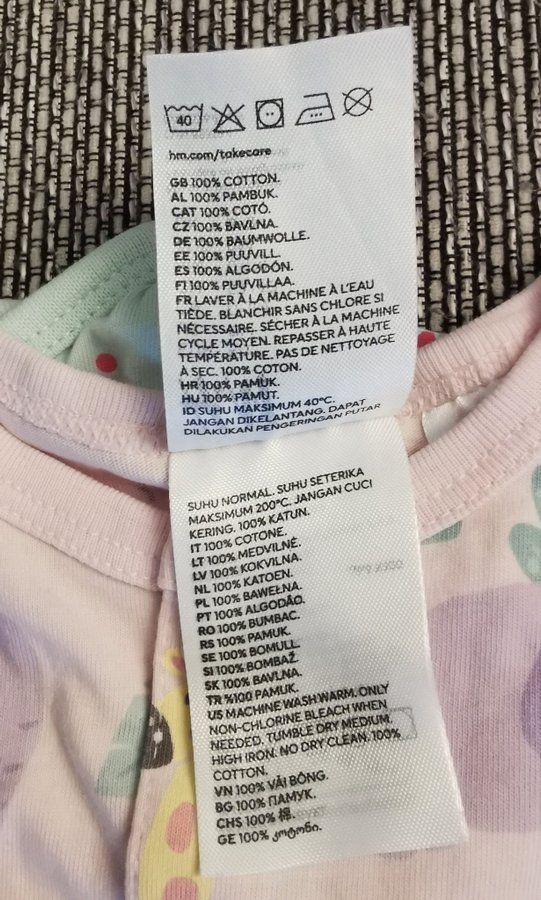 40
hm.com/takecare
GB 100% COTTON.
AL 100% PAMBUK.
CAT 100% COTÓ.
CZ 100% BAVLNA.
DE 100% BAUMWOLLE.
EE 100% PUUVILL.
ES 100% ALGODÓN.
FI 100% PUUVILLAA.
FR LAVER À LA MACHINE À L'EAU
TIÈDE. BLANCHIR SANS CHLORE SI
NÉCESSAIRE. SÉCHER À LA MACHINE
CYCLE MOYEN. REPASSER À HAUTE
TEMPÉRATURE. PAS DE NETTOYAGE
À SEC. 100% COTON.
HR 100% PAMUK.
HU 100% PAMUT.
ID SUHU MAKSIMUM 40°C.
JANGAN DIKELANTANG. DAPAT
DILAKUKAN PENGERINGAN PUTAR
SUHU NORMAL. SUHU SETERIKA
MAKSIMUM 200°C. JANGAN CUCI
KERING. 100% KATUN.
IT 100% COTONE.
LT 100% MEDVILNĖ.
LV 100% KOKVILNA.
NL 100% KATOEN.
PL 100% BAWEŁNA.
PT 100% ALGODÃO.
RO 100% BUMBAC.
RS 100% PAMUK.
SE 100% BOMULL.
SI 100% BOMBAŽ.
SK 100% BAVLNA.
TR %100 PAMUK.
US MACHINE WASH WARM. ONLY
NON-CHLORINE BLEACH WHEN
NEEDED. TUMBLE DRY MEDIUM.
HIGH IRON. NO DRY CLEAN. 100%
COTTON.
VN 100% VẢI BÔNG.
BG 100% ПАМУК.
CHS 100% 棉.
GE 100% კოტონი.